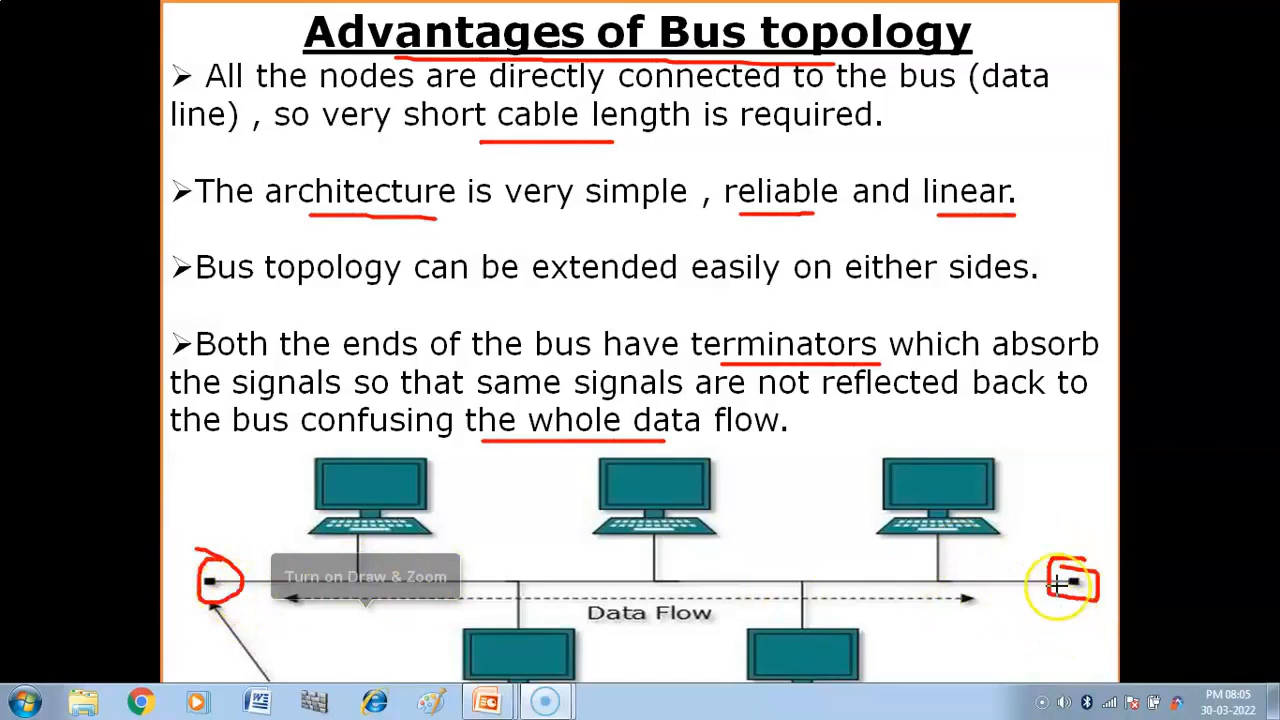 Advantages of Bus topology
➢ All the nodes are directly connected to the bus (data
line) , so very short cable length is required.
➢The architecture is very simple , reliable and linear.
➢Bus topology can be extended easily on either sides.
➢Both the ends of the bus have terminators which absorb
the signals so that same signals are not reflected back to
the bus confusing the whole data flow.
Turn on Draw & Zoom
Data Flow
PM 08:05
30-03-2022